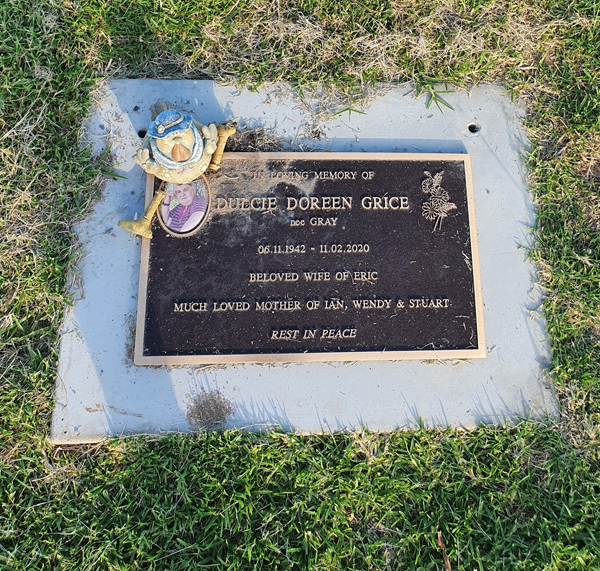 IN LOVING MEMORY OF
DULCIE DOREEN GRICE
nee GRAY
06.11.1942 - 11.02.2020
BELOVED WIFE OF ERIC
MUCH LOVED MOTHER OF IAN, WENDY & STUART
REST IN PEACE